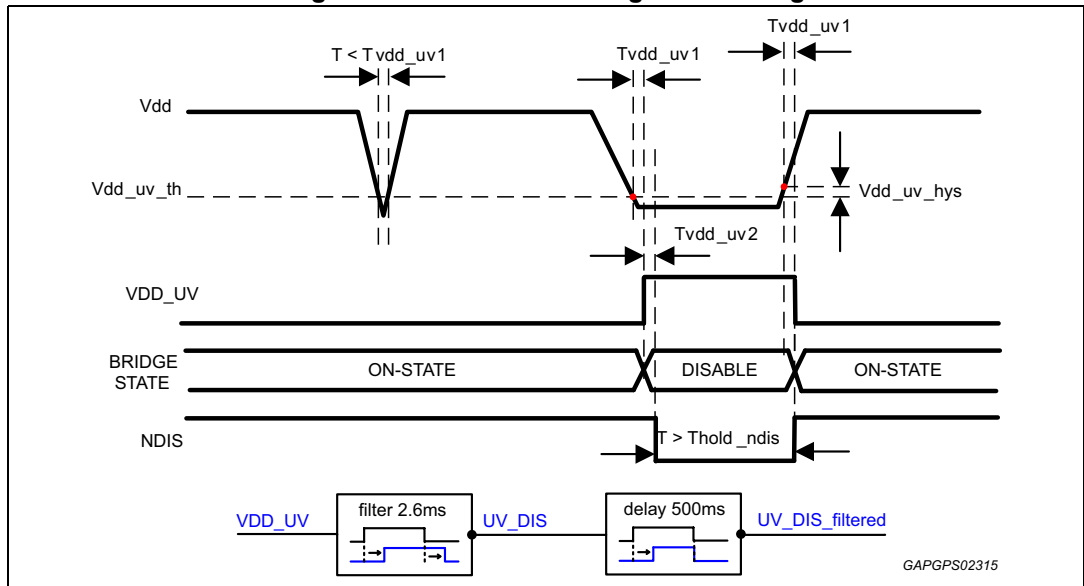 T < Tvdd_uv1
Tvdd_uv1
Tvdd_uv1
Vdd
Vdd_uv_th
Vdd_uv_hys
Tvdd_uv2
VDD_UV
BRIDGE
STATE
ON-STATE
DISABLE
ON-STATE
NDIS
T > Thold_ndis
VDD_UV
filter 2.6ms
UV_DIS
delay 500ms
UV_DIS_filtered
GAPGPS02315